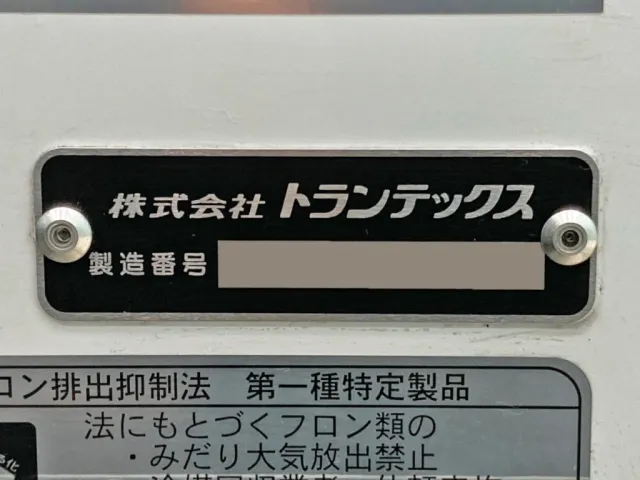 株式会社 トランテックス
製造番号
ロン排出抑制法 第一種特定製品
法にもとづくフロン類の
・みだり大気放出禁止